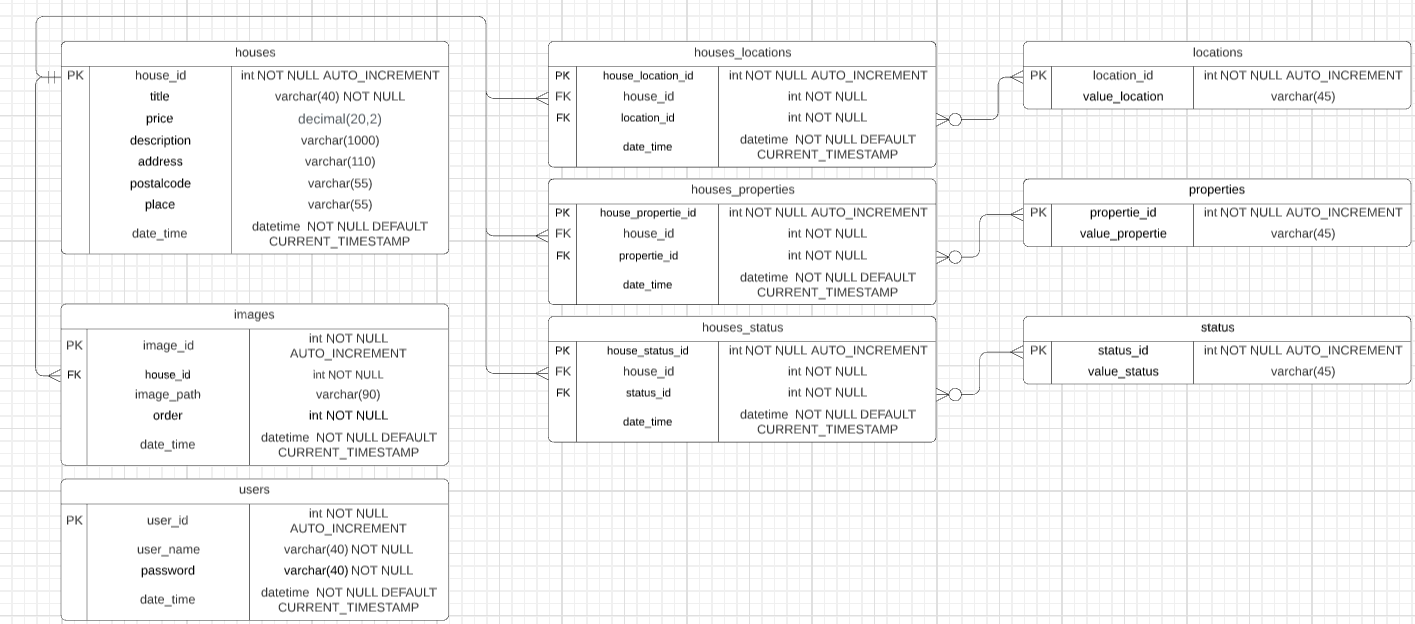 houses
PK house_id int NOT NULL AUTO_INCREMENT
title varchar(40) NOT NULL
price decimal(20,2)
description varchar(1000)
address varchar(110)
postalcode varchar(55)
place varchar(55)
date_time datetime NOT NULL DEFAULT
CURRENT_TIMESTAMP
images
PK image_id int NOT NULL
AUTO_INCREMENT
FK house_id int NOT NULL
image_path varchar(90)
order int NOT NULL
date_time datetime NOT NULL DEFAULT
CURRENT_TIMESTAMP
users
PK user_id int NOT NULL
AUTO_INCREMENT
user_name varchar(40) NOT NULL
password varchar(40) NOT NULL
date_time datetime NOT NULL DEFAULT
CURRENT_TIMESTAMP
houses_locations
PK house_location_id int NOT NULL AUTO_INCREMENT
FK house_id int NOT NULL
FK location_id int NOT NULL
date_time datetime NOT NULL DEFAULT
CURRENT_TIMESTAMP
houses_properties
PK house_propertie_id int NOT NULL AUTO_INCREMENT
FK house_id int NOT NULL
FK propertie_id int NOT NULL
date_time datetime NOT NULL DEFAULT
CURRENT_TIMESTAMP
houses_status
PK house_status_id int NOT NULL AUTO_INCREMENT
FK house_id int NOT NULL
FK status_id int NOT NULL
date_time datetime NOT NULL DEFAULT
CURRENT_TIMESTAMP
locations
PK location_id int NOT NULL AUTO_INCREMENT
value_location varchar(45)
properties
PK propertie_id int NOT NULL AUTO_INCREMENT
value_propertie varchar(45)
status
PK status_id int NOT NULL AUTO_INCREMENT
value_status varchar(45)